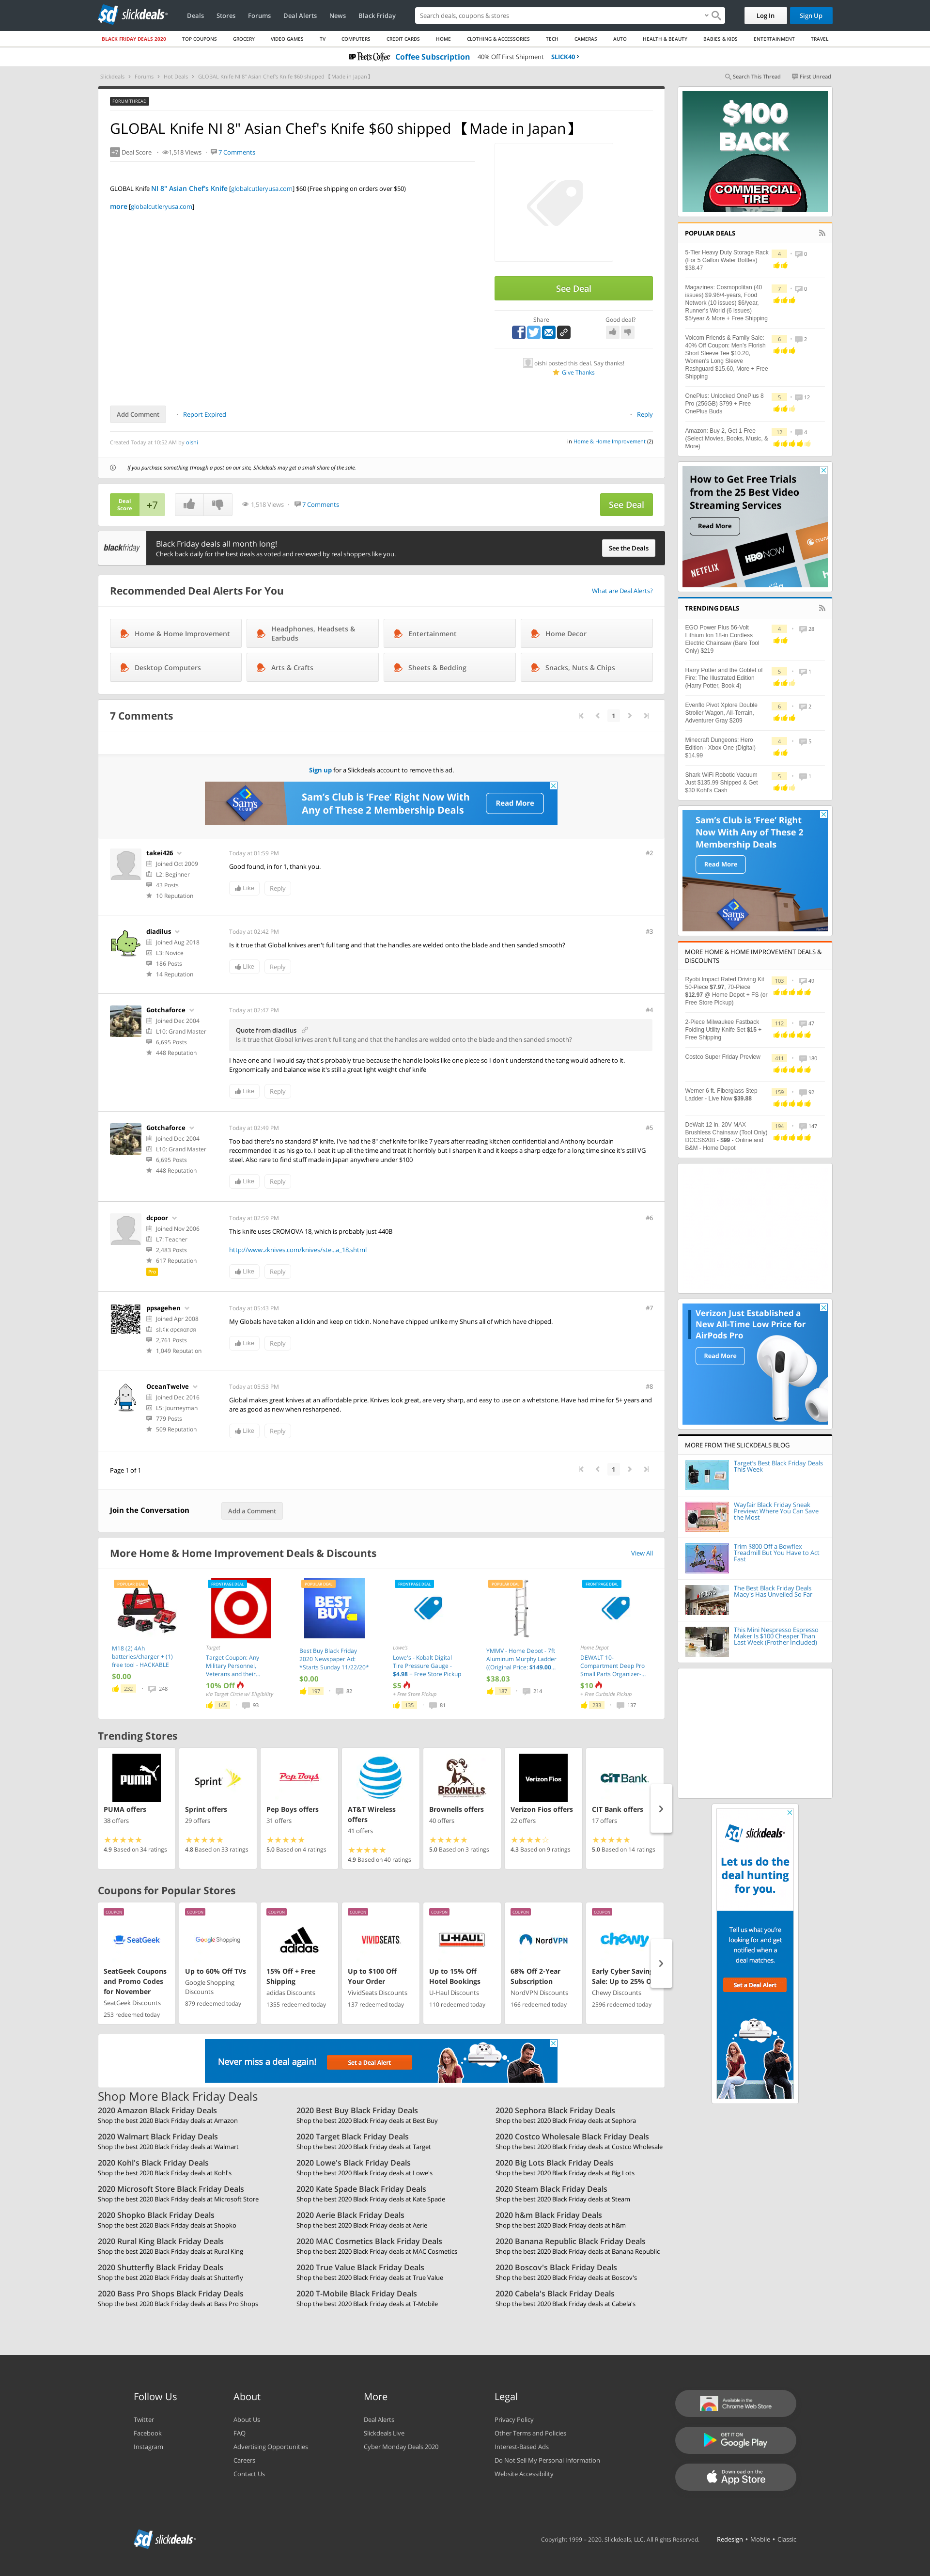 slickdeals
Deals
Stores
Forums
Deal Alerts
News
Black Friday
Search deals, coupons & stores
Log In
Sign Up
BLACK FRIDAY DEALS 2020
TOP COUPONS
GROCERY
VIDEO GAMES
TV
COMPUTERS
CREDIT CARDS
HOME
CLOTHING & ACCESSORIES
TECH
CAMERAS
AUTO
HEALTH & BEAUTY
BABIES & KIDS
ENTERTAINMENT
TRAVEL
Peet's Coffee Coffee Subscription 40% Off First Shipment SLICK40 ›
Slickdeals › Forums › Hot Deals › GLOBAL Knife NI 8" Asian Chef's Knife $60 shipped 【Made in Japan】
Search This Thread
First Unread
FORUM THREAD
GLOBAL Knife NI 8" Asian Chef's Knife $60 shipped 【Made in Japan】
+7 Deal Score · 1,518 Views · 7 Comments
GLOBAL Knife NI 8" Asian Chef's Knife [globalcutleryusa.com] $60 (Free shipping on orders over $50)
more [globalcutleryusa.com]
See Deal
Share
Good deal?
oishi posted this deal. Say thanks!
Give Thanks
Add Comment
· Report Expired
· Reply
Created Today at 10:52 AM by oishi
in Home & Home Improvement (2)
If you purchase something through a post on our site, Slickdeals may get a small share of the sale.
Deal
Score
+7
1,518 Views · 7 Comments
See Deal
blackfriday
Black Friday deals all month long!
Check back daily for the best deals as voted and reviewed by real shoppers like you.
See the Deals
Recommended Deal Alerts For You
What are Deal Alerts?
Home & Home Improvement
Headphones, Headsets &
Earbuds
Entertainment
Home Decor
Desktop Computers
Arts & Crafts
Sheets & Bedding
Snacks, Nuts & Chips
7 Comments
1
Sign up for a Slickdeals account to remove this ad.
Sam's Club
Sam's Club is 'Free' Right Now With
Any of These 2 Membership Deals
Read More
takei426
Joined Oct 2009
L2: Beginner
43 Posts
10 Reputation
Today at 01:59 PM
#2
Good found, in for 1, thank you.
Like
Reply
diadilus
Joined Aug 2018
L3: Novice
186 Posts
14 Reputation
Today at 02:42 PM
#3
Is it true that Global knives aren't full tang and that the handles are welded onto the blade and then sanded smooth?
Like
Reply
Gotchaforce
Joined Dec 2004
L10: Grand Master
6,695 Posts
448 Reputation
Today at 02:47 PM
#4
Quote from diadilus
Is it true that Global knives aren't full tang and that the handles are welded onto the blade and then sanded smooth?
I have one and I would say that's probably true because the handle looks like one piece so I don't understand the tang would adhere to it.
Ergonomically and balance wise it's still a great light weight chef knife
Like
Reply
Gotchaforce
Joined Dec 2004
L10: Grand Master
6,695 Posts
448 Reputation
Today at 02:49 PM
#5
Too bad there's no standard 8" knife. I've had the 8" chef knife for like 7 years after reading kitchen confidential and Anthony bourdain
recommended it as his go to. I beat it up all the time and treat it horribly but I sharpen it and it keeps a sharp edge for a long time since it's still VG
steel. Also rare to find stuff made in Japan anywhere under $100
Like
Reply
dcpoor
Joined Nov 2006
L7: Teacher
2,483 Posts
617 Reputation
Pro
Today at 02:59 PM
#6
This knife uses CROMOVA 18, which is probably just 440B
http://www.zknives.com/knives/ste...a_18.shtml
Like
Reply
ppsagehen
Joined Apr 2008
2,761 Posts
1,049 Reputation
Today at 05:43 PM
#7
My Globals have taken a lickin and keep on tickin. None have chipped unlike my Shuns all of which have chipped.
Like
Reply
OceanTwelve
Joined Dec 2016
L5: Journeyman
779 Posts
509 Reputation
Today at 05:53 PM
#8
Global makes great knives at an affordable price. Knives look great, are very sharp, and easy to use on a whetstone. Have had mine for 5+ years and
are as good as new when resharpened.
Like
Reply
Page 1 of 1
1
Join the Conversation
Add a Comment
More Home & Home Improvement Deals & Discounts
View All
POPULAR DEAL
M18 (2) 4Ah
batteries/charger + (1)
free tool - HACKABLE
$0.00
232 · 248
FRONTPAGE DEAL
Target
Target Coupon: Any
Military Personnel,
Veterans and their...
10% Off
via Target Circle w/ Eligibility
145 · 93
POPULAR DEAL
BEST BUY
Best Buy Black Friday
2020 Newspaper Ad:
*Starts Sunday 11/22/20*
$0.00
197 · 82
FRONTPAGE DEAL
Lowe's
Lowe's - Kobalt Digital
Tire Pressure Gauge -
$4.98 + Free Store Pickup
$5
+ Free Store Pickup
135 · 81
POPULAR DEAL
YMMV - Home Depot - 7ft
Aluminum Murphy Ladder
((Original Price: $149.00...
$38.03
187 · 214
FRONTPAGE DEAL
Home Depot
DEWALT 10-
Compartment Deep Pro
Small Parts Organizer-...
$10
+ Free Curbside Pickup
233 · 137
Trending Stores
PUMA
PUMA offers
38 offers
4.9 Based on 34 ratings
Sprint
Sprint offers
29 offers
4.8 Based on 33 ratings
Pep Boys
Pep Boys offers
31 offers
5.0 Based on 4 ratings
AT&T Wireless
offers
41 offers
4.9 Based on 40 ratings
BROWNELLS
Brownells offers
40 offers
5.0 Based on 3 ratings
Verizon Fios
Verizon Fios offers
22 offers
4.3 Based on 9 ratings
CIT Bank
CIT Bank offers
17 offers
5.0 Based on 14 ratings
Coupons for Popular Stores
COUPON
SeatGeek
SeatGeek Coupons
and Promo Codes
for November
SeatGeek Discounts
253 redeemed today
COUPON
Google Shopping
Up to 60% Off TVs
Google Shopping
Discounts
879 redeemed today
COUPON
adidas
15% Off + Free
Shipping
adidas Discounts
1355 redeemed today
COUPON
VIVIDSEATS
Up to $100 Off
Your Order
VividSeats Discounts
137 redeemed today
COUPON
U-HAUL
Up to 15% Off
Hotel Bookings
U-Haul Discounts
110 redeemed today
COUPON
NordVPN
68% Off 2-Year
Subscription
NordVPN Discounts
166 redeemed today
COUPON
chewy
Early Cyber Saving
Sale: Up to 25% O
Chewy Discounts
2596 redeemed today
Never miss a deal again!
Set a Deal Alert
Shop More Black Friday Deals
2020 Amazon Black Friday Deals
Shop the best 2020 Black Friday deals at Amazon
2020 Best Buy Black Friday Deals
Shop the best 2020 Black Friday deals at Best Buy
2020 Sephora Black Friday Deals
Shop the best 2020 Black Friday deals at Sephora
2020 Walmart Black Friday Deals
Shop the best 2020 Black Friday deals at Walmart
2020 Target Black Friday Deals
Shop the best 2020 Black Friday deals at Target
2020 Costco Wholesale Black Friday Deals
Shop the best 2020 Black Friday deals at Costco Wholesale
2020 Kohl's Black Friday Deals
Shop the best 2020 Black Friday deals at Kohl's
2020 Lowe's Black Friday Deals
Shop the best 2020 Black Friday deals at Lowe's
2020 Big Lots Black Friday Deals
Shop the best 2020 Black Friday deals at Big Lots
2020 Microsoft Store Black Friday Deals
Shop the best 2020 Black Friday deals at Microsoft Store
2020 Kate Spade Black Friday Deals
Shop the best 2020 Black Friday deals at Kate Spade
2020 Steam Black Friday Deals
Shop the best 2020 Black Friday deals at Steam
2020 Shopko Black Friday Deals
Shop the best 2020 Black Friday deals at Shopko
2020 Aerie Black Friday Deals
Shop the best 2020 Black Friday deals at Aerie
2020 h&m Black Friday Deals
Shop the best 2020 Black Friday deals at h&m
2020 Rural King Black Friday Deals
Shop the best 2020 Black Friday deals at Rural King
2020 MAC Cosmetics Black Friday Deals
Shop the best 2020 Black Friday deals at MAC Cosmetics
2020 Banana Republic Black Friday Deals
Shop the best 2020 Black Friday deals at Banana Republic
2020 Shutterfly Black Friday Deals
Shop the best 2020 Black Friday deals at Shutterfly
2020 True Value Black Friday Deals
Shop the best 2020 Black Friday deals at True Value
2020 Boscov's Black Friday Deals
Shop the best 2020 Black Friday deals at Boscov's
2020 Bass Pro Shops Black Friday Deals
Shop the best 2020 Black Friday deals at Bass Pro Shops
2020 T-Mobile Black Friday Deals
Shop the best 2020 Black Friday deals at T-Mobile
2020 Cabela's Black Friday Deals
Shop the best 2020 Black Friday deals at Cabela's
$100
BACK
COMMERCIAL
TIRE
POPULAR DEALS
5-Tier Heavy Duty Storage Rack
(For 5 Gallon Water Bottles)
$38.47
4 · 0
Magazines: Cosmopolitan (40
issues) $9.96/4-years, Food
Network (10 issues) $6/year,
Runner's World (6 issues)
$5/year & More + Free Shipping
7 · 0
Volcom Friends & Family Sale:
40% Off Coupon: Men's Florish
Short Sleeve Tee $10.20,
Women's Long Sleeve
Rashguard $15.60, More + Free
Shipping
6 · 2
OnePlus: Unlocked OnePlus 8
Pro (256GB) $799 + Free
OnePlus Buds
5 · 12
Amazon: Buy 2, Get 1 Free
(Select Movies, Books, Music, &
More)
12 · 4
How to Get Free Trials
from the 25 Best Video
Streaming Services
Read More
NETFLIX
HBO NOW
TRENDING DEALS
EGO Power Plus 56-Volt
Lithium Ion 18-in Cordless
Electric Chainsaw (Bare Tool
Only) $219
4 · 28
Harry Potter and the Goblet of
Fire: The Illustrated Edition
(Harry Potter, Book 4)
5 · 1
Evenflo Pivot Xplore Double
Stroller Wagon, All-Terrain,
Adventurer Gray $209
6 · 2
Minecraft Dungeons: Hero
Edition - Xbox One (Digital)
$14.99
4 · 5
Shark WiFi Robotic Vacuum
Just $135.99 Shipped & Get
$30 Kohl's Cash
5 · 1
Sam's Club is 'Free' Right
Now With Any of These 2
Membership Deals
Read More
Sam's
MORE HOME & HOME IMPROVEMENT DEALS &
DISCOUNTS
Ryobi Impact Rated Driving Kit
50-Piece $7.97, 70-Piece
$12.97 @ Home Depot + FS (or
Free Store Pickup)
103 · 49
2-Piece Milwaukee Fastback
Folding Utility Knife Set $15 +
Free Shipping
112 · 47
Costco Super Friday Preview
411 · 180
Werner 6 ft. Fiberglass Step
Ladder - Live Now $39.88
159 · 92
DeWalt 12 in. 20V MAX
Brushless Chainsaw (Tool Only)
DCCS620B - $99 - Online and
B&M - Home Depot
194 · 147
Verizon Just Established a
New All-Time Low Price for
AirPods Pro
Read More
MORE FROM THE SLICKDEALS BLOG
Target's Best Black Friday Deals
This Week
Wayfair Black Friday Sneak
Preview: Where You Can Save
the Most
Trim $800 Off a Bowflex
Treadmill But You Have to Act
Fast
The Best Black Friday Deals
Macy's Has Unveiled So Far
This Mini Nespresso Espresso
Maker Is $100 Cheaper Than
Last Week (Frother Included)
slickdeals
Let us do the
deal hunting
for you.
Tell us what you're
looking for and get
notified when a
deal matches.
Set a Deal Alert
Follow Us
Twitter
Facebook
Instagram
About
About Us
FAQ
Advertising Opportunities
Careers
Contact Us
More
Deal Alerts
Slickdeals Live
Cyber Monday Deals 2020
Legal
Privacy Policy
Other Terms and Policies
Interest-Based Ads
Do Not Sell My Personal Information
Website Accessibility
Available in the
Chrome Web Store
GET IT ON
Google Play
Download on the
App Store
slickdeals
Copyright 1999 – 2020. Slickdeals, LLC. All Rights Reserved.
Redesign • Mobile • Classic